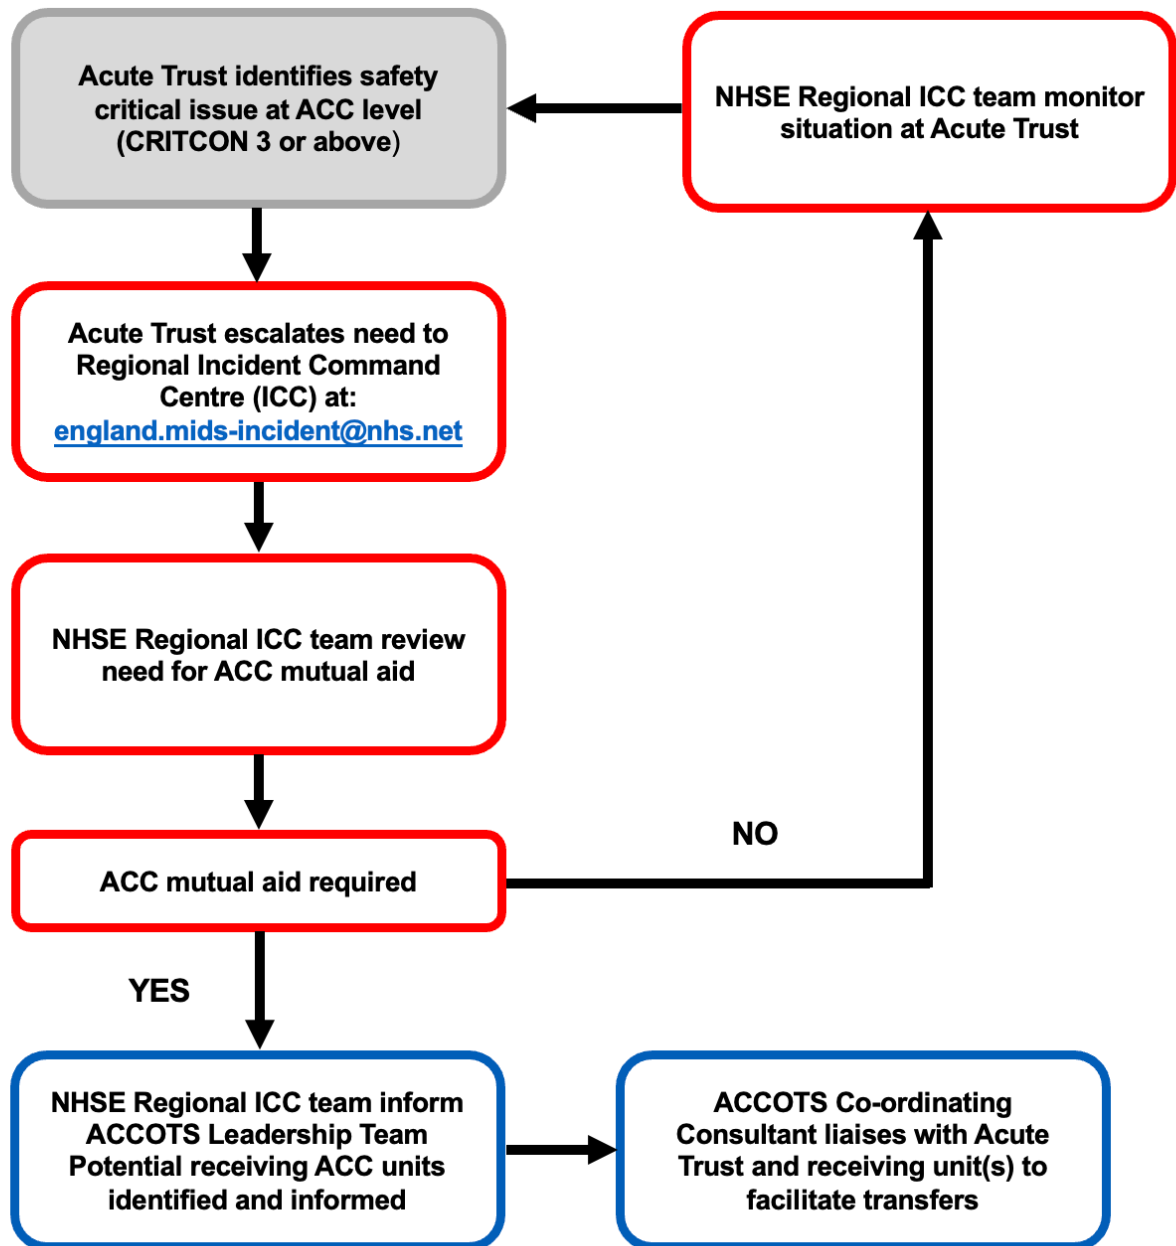 Acute Trust identifies safety
critical issue at ACC level
(CRITCON 3 or above)
NHSE Regional ICC team monitor
situation at Acute Trust
Acute Trust escalates need to
Regional Incident Command
Centre (ICC) at:
england.mids-incident@nhs.net
NHSE Regional ICC team review
need for ACC mutual aid
NO
ACC mutual aid required
YES
NHSE Regional ICC team inform
ACCOTS Leadership Team
Potential receiving ACC units
identified and informed
ACCOTS Co-ordinating
Consultant liaises with Acute
Trust and receiving unit(s) to
facilitate transfers